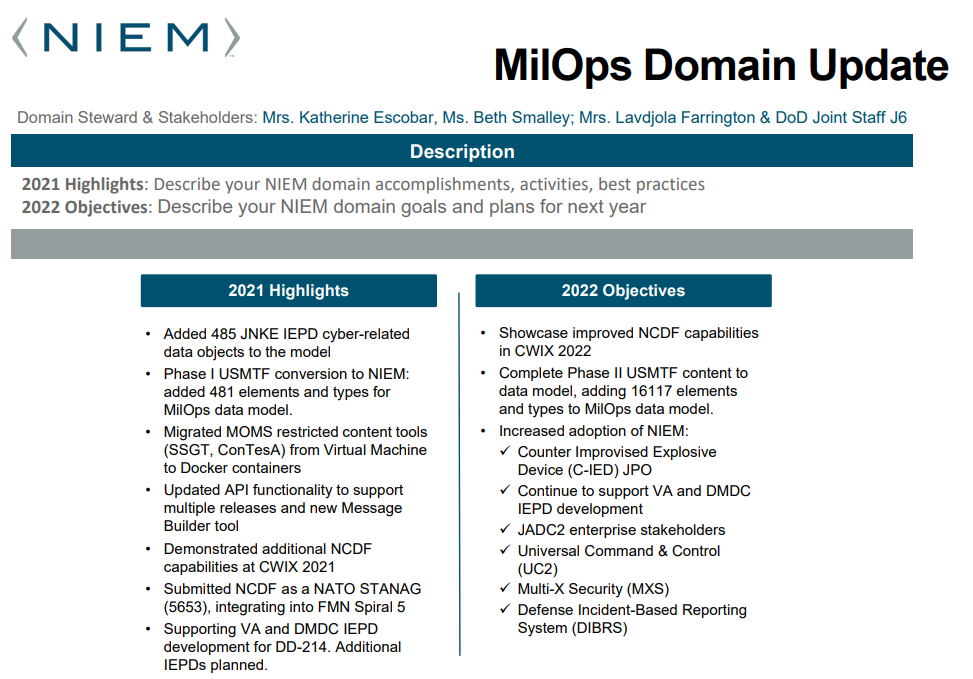 NIEM
MilOps Domain Update
Domain Steward & Stakeholders: Mrs. Katherine Escobar, Ms. Beth Smalley; Mrs. Lavdjola Farrington & DoD Joint Staff J6
Description
2021 Highlights: Describe your NIEM domain accomplishments, activities, best practices
2022 Objectives: Describe your NIEM domain goals and plans for next year
2021 Highlights
• Added 485 JNKE IEPD cyber-related
data objects to the model
• Phase I USMTF conversion to NIEM:
added 481 elements and types for
MilOps data model.
• Migrated MOMS restricted content tools
(SSGT, ConTesA) from Virtual Machine
to Docker containers
• Updated API functionality to support
multiple releases and new Message
Builder tool
• Demonstrated additional NCDF
capabilities at CWIX 2021
• Submitted NCDF as a NATO STANAG
(5653), integrating into FMN Spiral 5
• Supporting VA and DMDC IEPD
development for DD-214. Additional
IEPDs planned.
2022 Objectives
• Showcase improved NCDF capabilities
in CWIX 2022
• Complete Phase II USMTF content to
data model, adding 16117 elements
and types to MilOps data model.
• Increased adoption of NIEM:
✓ Counter Improvised Explosive
Device (C-IED) JPO
✓ Continue to support VA and DMDC
IEPD development
✓ JADC2 enterprise stakeholders
✓ Universal Command & Control
(UC2)
✓ Multi-X Security (MXS)
✓ Defense Incident-Based Reporting
System (DIBRS)